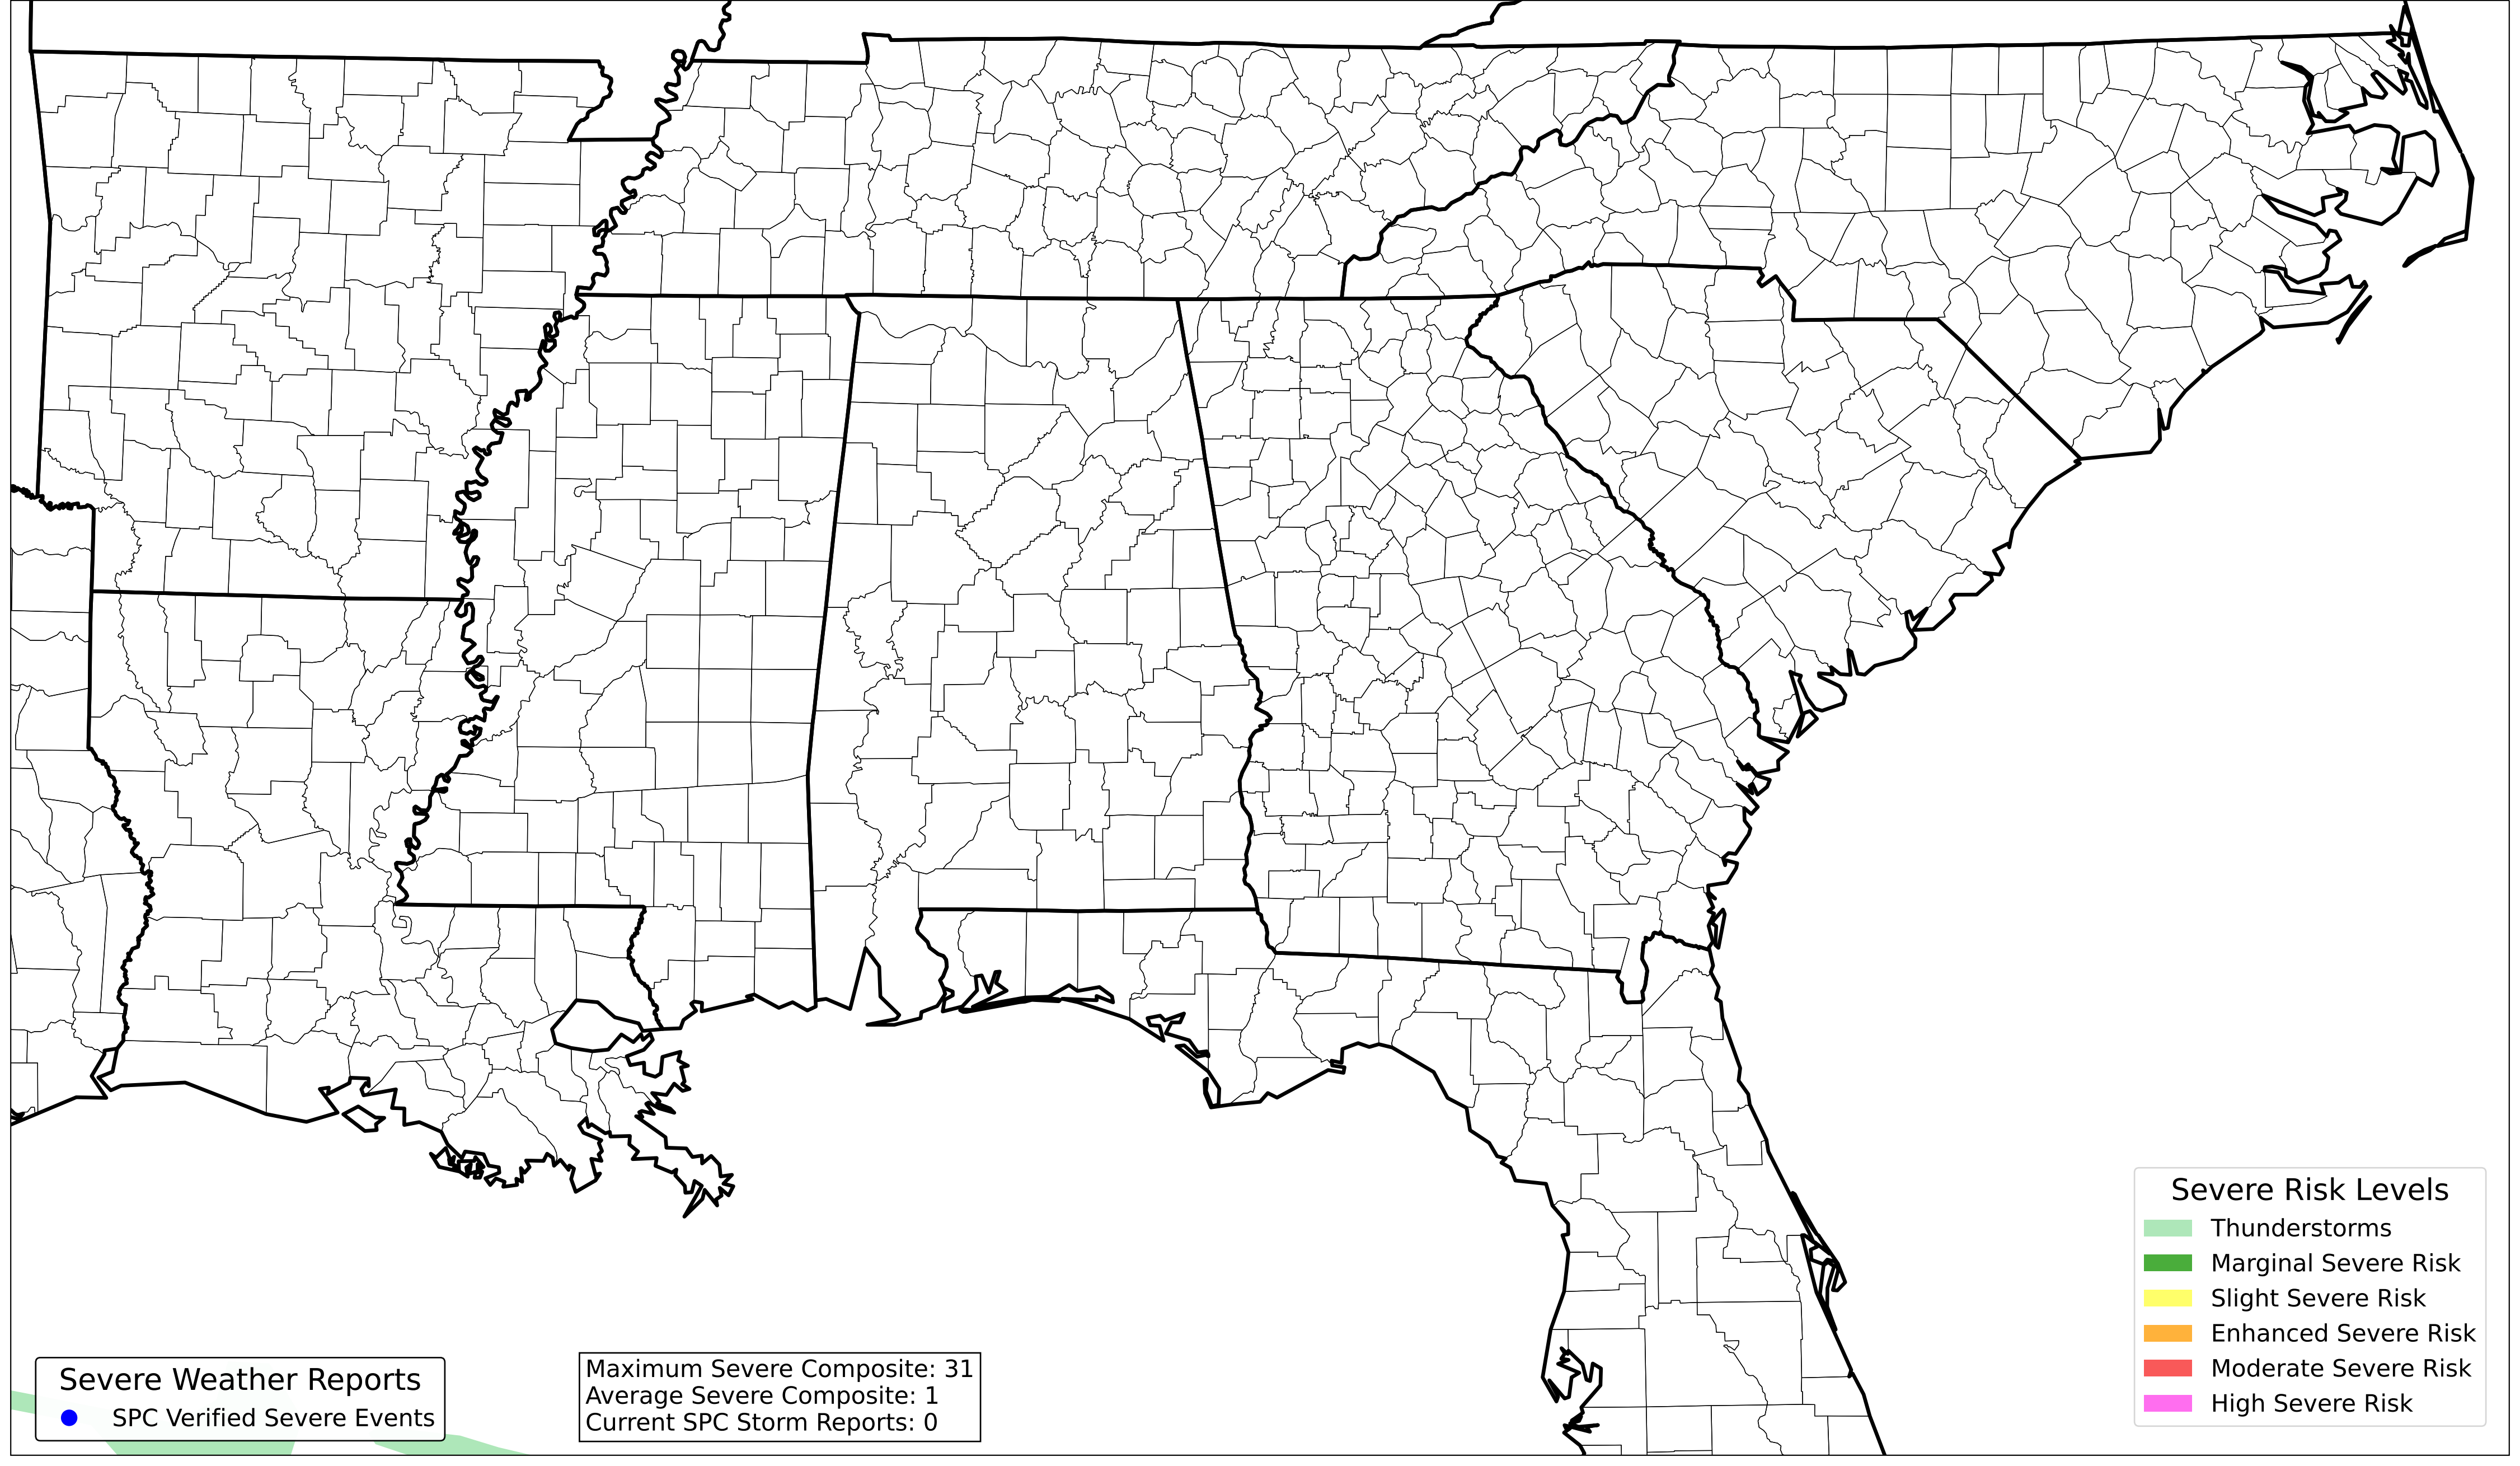 Severe Risk Levels
Thunderstorms
Marginal Severe Risk
Slight Severe Risk
Enhanced Severe Risk
Moderate Severe Risk
High Severe Risk
Severe Weather Reports
SPC Verified Severe Events
Maximum Severe Composite: 31
Average Severe Composite: 1
Current SPC Storm Reports: 0